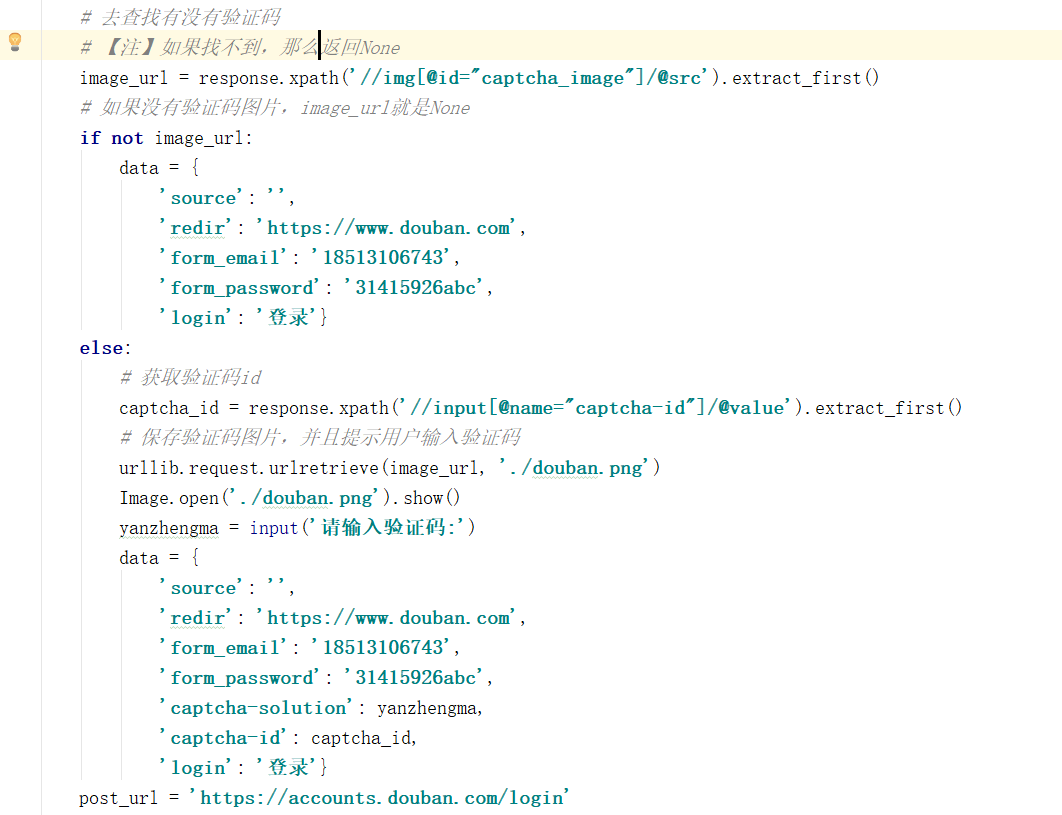 # 去查找有没有验证码
# 【注】如果找不到，那么返回None
image_url = response.xpath('//img[@id="captcha_image"]/@src').extract_first()
# 如果没有验证码图片，image_url就是None
if not image_url:
data = {
'source': '',
'redir': 'https://www.douban.com',
'form_email': '18513106743',
'form_password': '31415926abc',
'login': '登录'}
else:
# 获取验证码id
captcha_id = response.xpath('//input[@name="captcha-id"]/@value').extract_first()
# 保存验证码图片，并且提示用户输入验证码
urllib.request.urlretrieve(image_url, './douban.png')
Image.open('./douban.png').show()
yanzhengma = input('请输入验证码:')
data = {
'source': '',
'redir': 'https://www.douban.com',
'form_email': '18513106743',
'form_password': '31415926abc',
'captcha-solution': yanzhengma,
'captcha-id': captcha_id,
'login': '登录'}
post_url = 'https://accounts.douban.com/login'